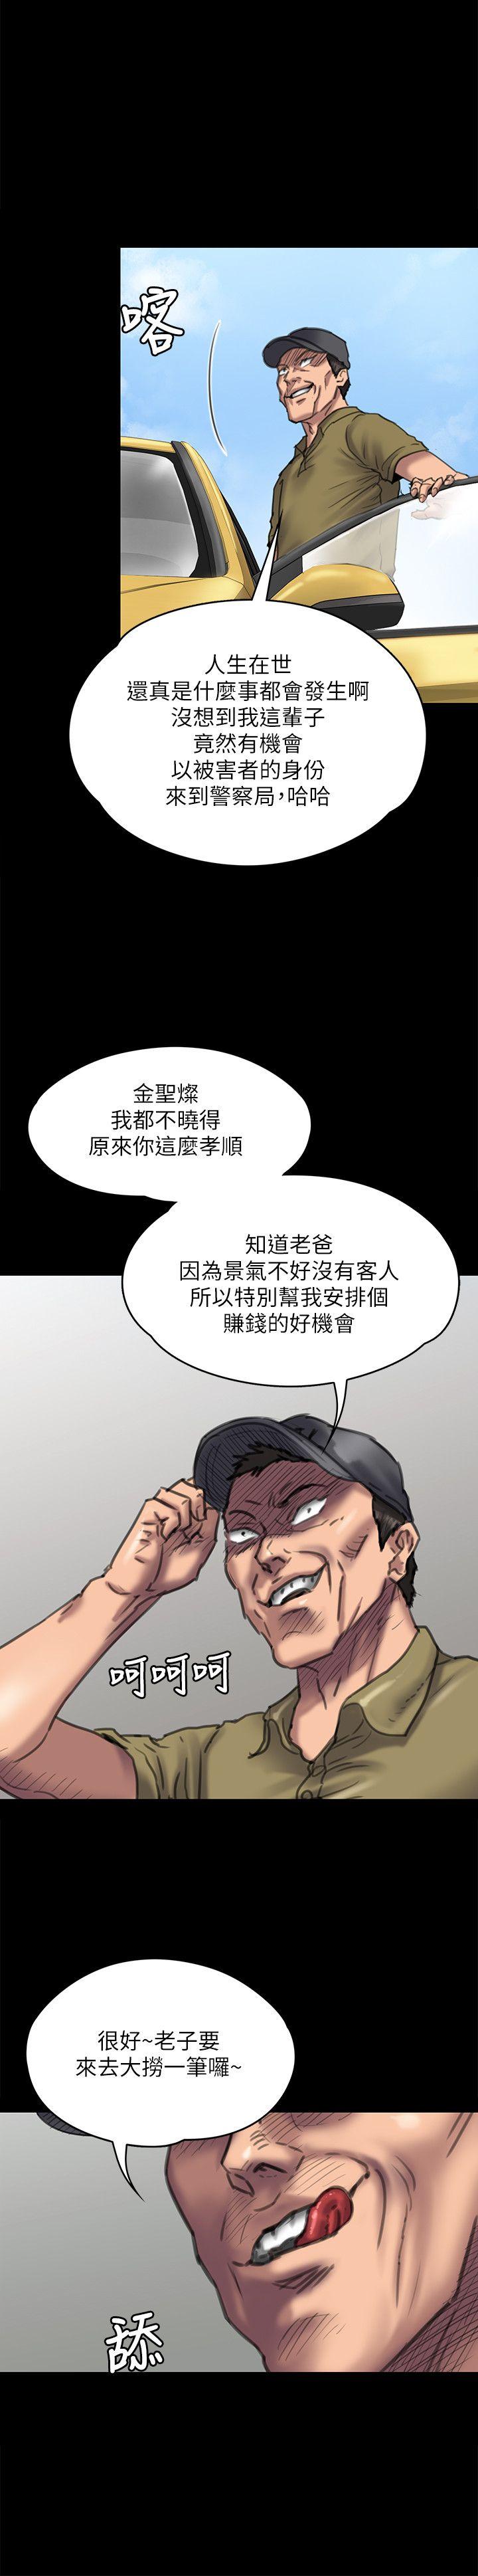 喀
人生在世
還真是什麼事都會發生啊
沒想到我這輩子
竟然有機會
以被害者的身份
來到警察局,哈哈
金聖燦
我都不曉得
原來你這麼孝順
知道老爸
因為景氣不好沒有客人
所以特別幫我安排個
賺錢的好機會
呵呵呵
很好~老子要
來去大撈一筆囉~
舔